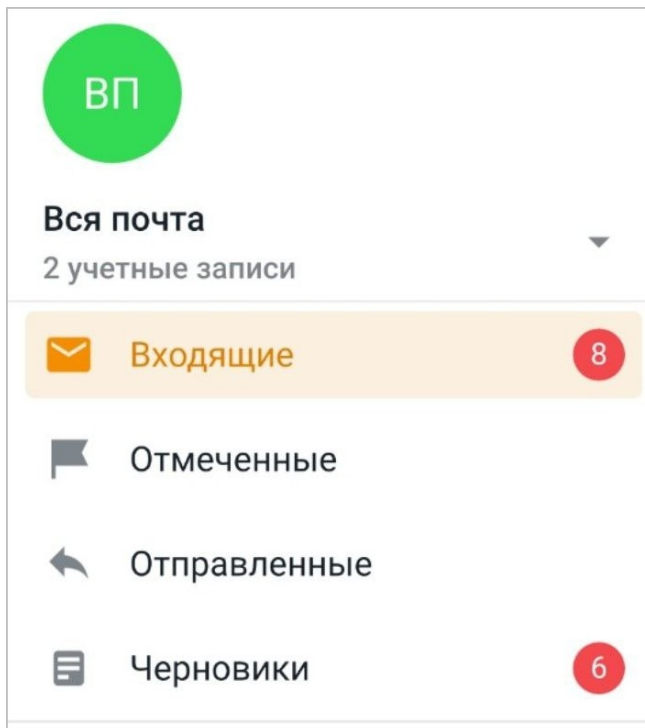 ВП
Вся почта
2 учетные записи
Входящие 8
Отмеченные
Отправленные
Черновики 6